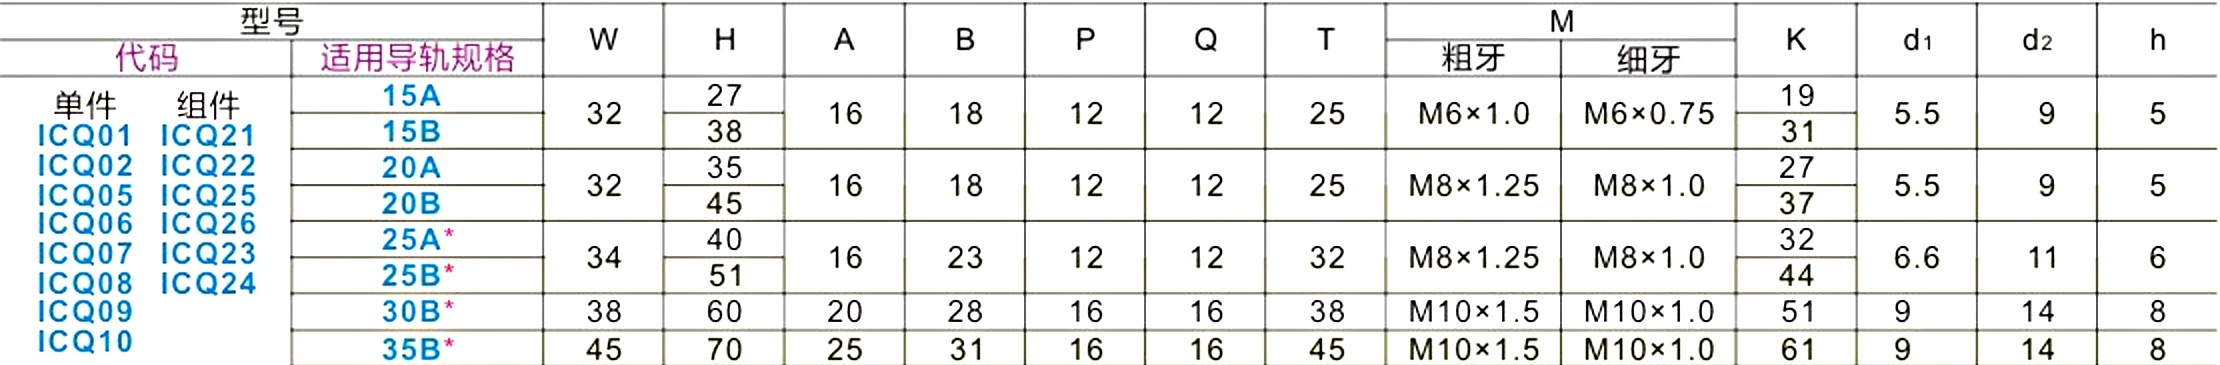 型号 W H A B P Q T M K d1 d2 h
代码 适用导轨规格 粗牙 细牙
单件 组件
ICQ01 ICQ21
ICQ02 ICQ22
ICQ05 ICQ25
ICQ06 ICQ26
ICQ07 ICQ23
ICQ08 ICQ24
ICQ09
ICQ10
15A 32 27 16 18 12 12 25 M6×1.0 M6×0.75 19 5.5 9 5
15B 38 31
20A 32 35 16 18 12 12 25 M8×1.25 M8×1.0 27 5.5 9 5
20B 45 37
25A* 34 40 16 23 12 12 32 M8×1.25 M8×1.0 32 6.6 11 6
25B* 51 44
30B* 38 60 20 28 16 16 38 M10×1.5 M10×1.0 51 9 14 8
35B* 45 70 25 31 16 16 45 M10×1.5 M10×1.0 61 9 14 8